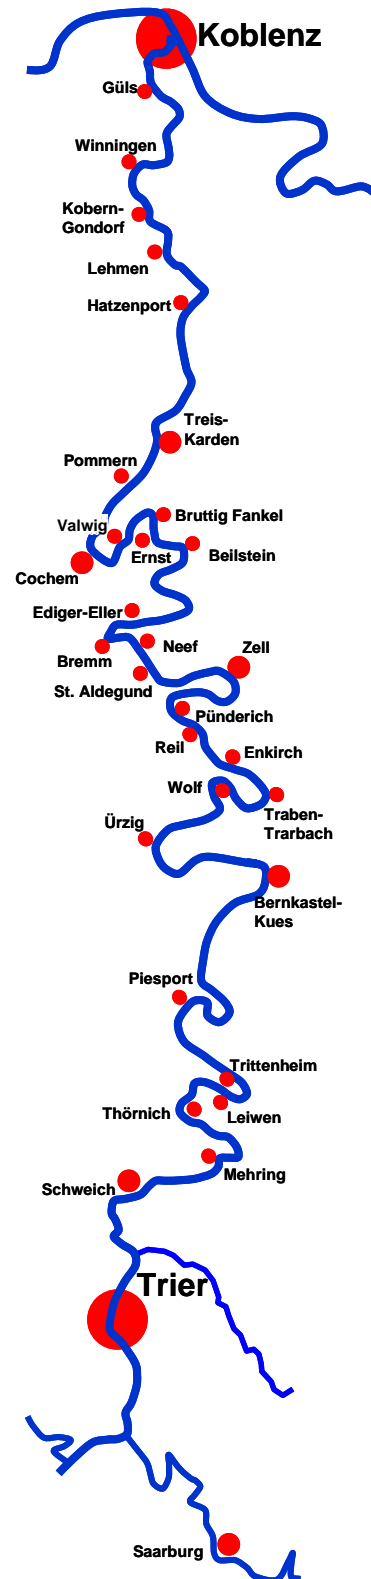 Koblenz
Güls
Winningen
Kobern-
Gondorf
Lehmen
Hatzenport
Treis-
Karden
Pommern
Bruttig Fankel
Valwig
Ernst
Beilstein
Cochem
Ediger-Eller
Neef
Zell
Bremm
St. Aldegund
Pünderich
Reil
Enkirch
Wolf
Traben-
Trarbach
Ürzig
Bernkastel-
Kues
Piesport
Trittenheim
Thörnich
Leiwen
Mehring
Schweich
Trier
Saarburg